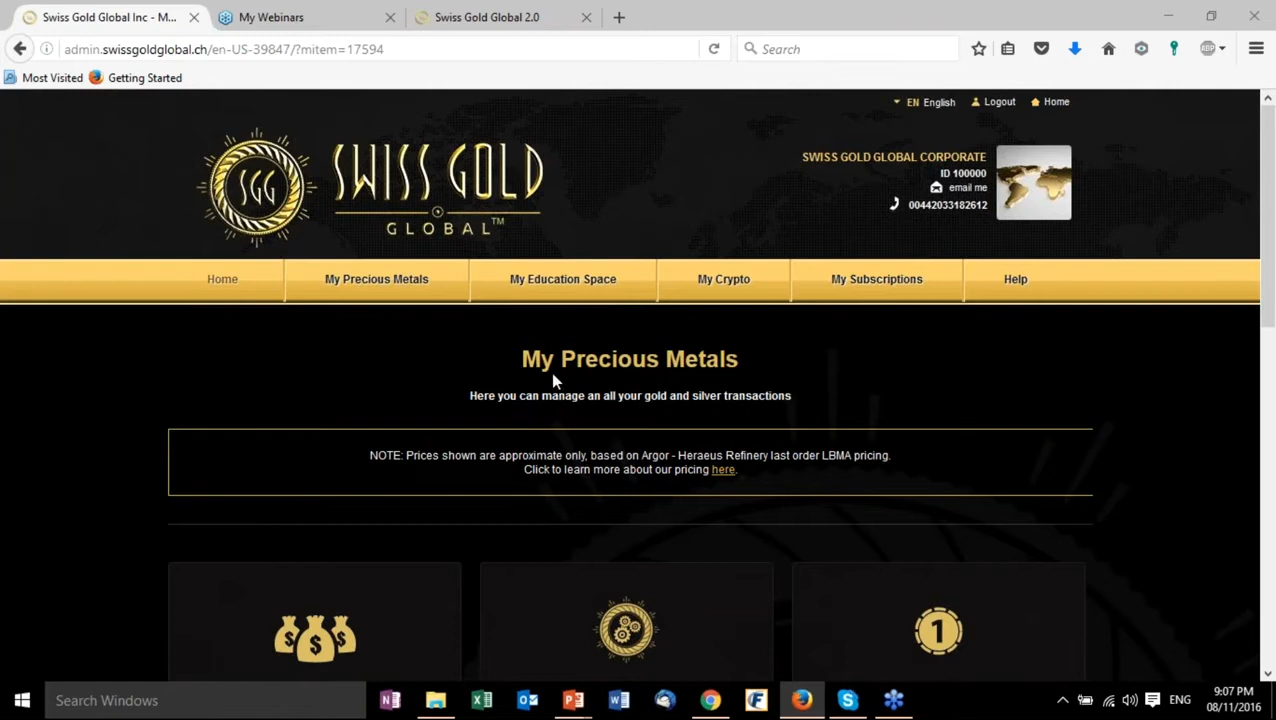 Swiss Gold Global Inc - M...
My Webinars
Swiss Gold Global 2.0
admin.swissgoldglobal.ch/en-US-39847/?mitem=17594
Search
ABP
Most Visited
Getting Started
EN English
Logout
Home
SGG
SWISS GOLD
GLOBAL™
SWISS GOLD GLOBAL CORPORATE
ID 100000
email me
00442033182612
Home
My Precious Metals
My Education Space
My Crypto
My Subscriptions
Help
My Precious Metals
Here you can manage an all your gold and silver transactions
NOTE: Prices shown are approximate only, based on Argor - Heraeus Refinery last order LBMA pricing.
Click to learn more about our pricing here.
$ $ $
1
Search Windows
ENG
9:07 PM
08/11/2016